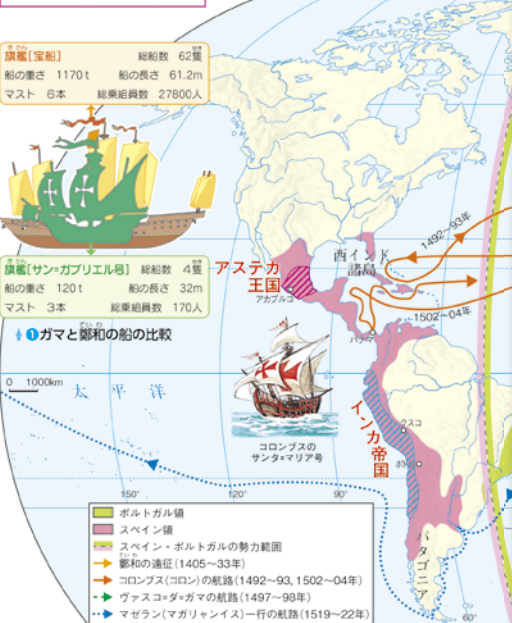 旗艦[宝船] 総船数 62隻
船の重さ 1170t 船の長さ 61.2m
マスト 6本 総乗組員数 27800人
旗艦[サン=ガブリエル号] 総船数 4隻
船の重さ 120t 船の長さ 32m
マスト 3本 総乗組員数 170人
❶ガマと鄭和の船の比較
アステカ
王国
アカプルコ
西インド
諸島
1492〜93年
1502〜04年
パナマ
0 1000km
太平洋
コロンブスの
サンタ=マリア号
インカ帝国
クスコ
ポトシ
150°
120°
90°
60°
パタゴニア
ポルトガル領
スペイン領
スペイン・ポルトガルの勢力範囲
鄭和の遠征(1405〜33年)
コロンブス(コロン)の航路(1492〜93, 1502〜04年)
ヴァスコ=ダ=ガマの航路(1497〜98年)
マゼラン(マガリャンイス)一行の航路(1519〜22年)